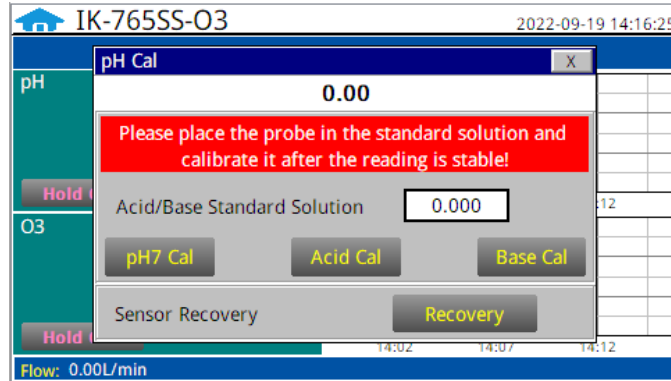 IK-765SS-O3
2022-09-19 14:16:25
pH Cal
X
pH
0.00
Please place the probe in the standard solution and
calibrate it after the reading is stable!
Hold
Acid/Base Standard Solution
0.000
:12
O3
pH7 Cal
Acid Cal
Base Cal
Sensor Recovery
Recovery
Hold
14:02
14:07
14:12
Flow: 0.00L/min